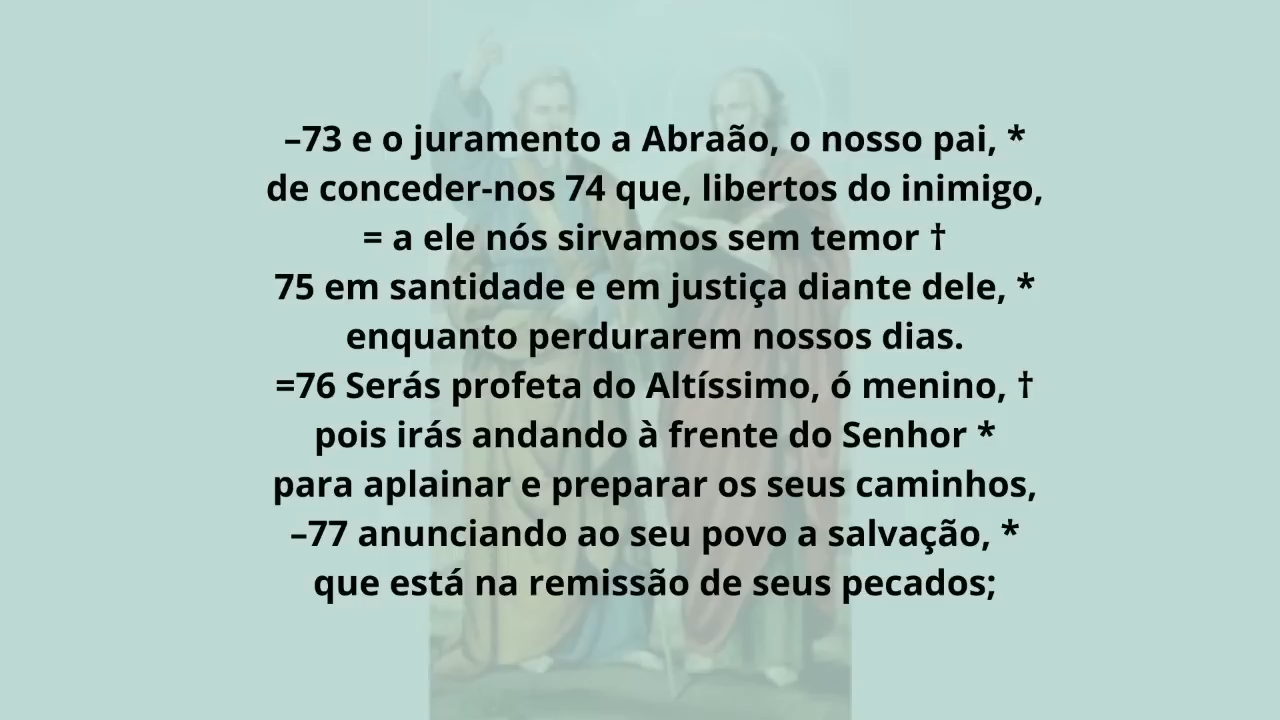 –73 e o juramento a Abraão, o nosso pai, *
de conceder-nos 74 que, libertos do inimigo,
= a ele nós sirvamos sem temor †
75 em santidade e em justiça diante dele, *
enquanto perdurarem nossos dias.
=76 Serás profeta do Altíssimo, ó menino, †
pois irás andando à frente do Senhor *
para aplainar e preparar os seus caminhos,
–77 anunciando ao seu povo a salvação, *
que está na remissão de seus pecados;